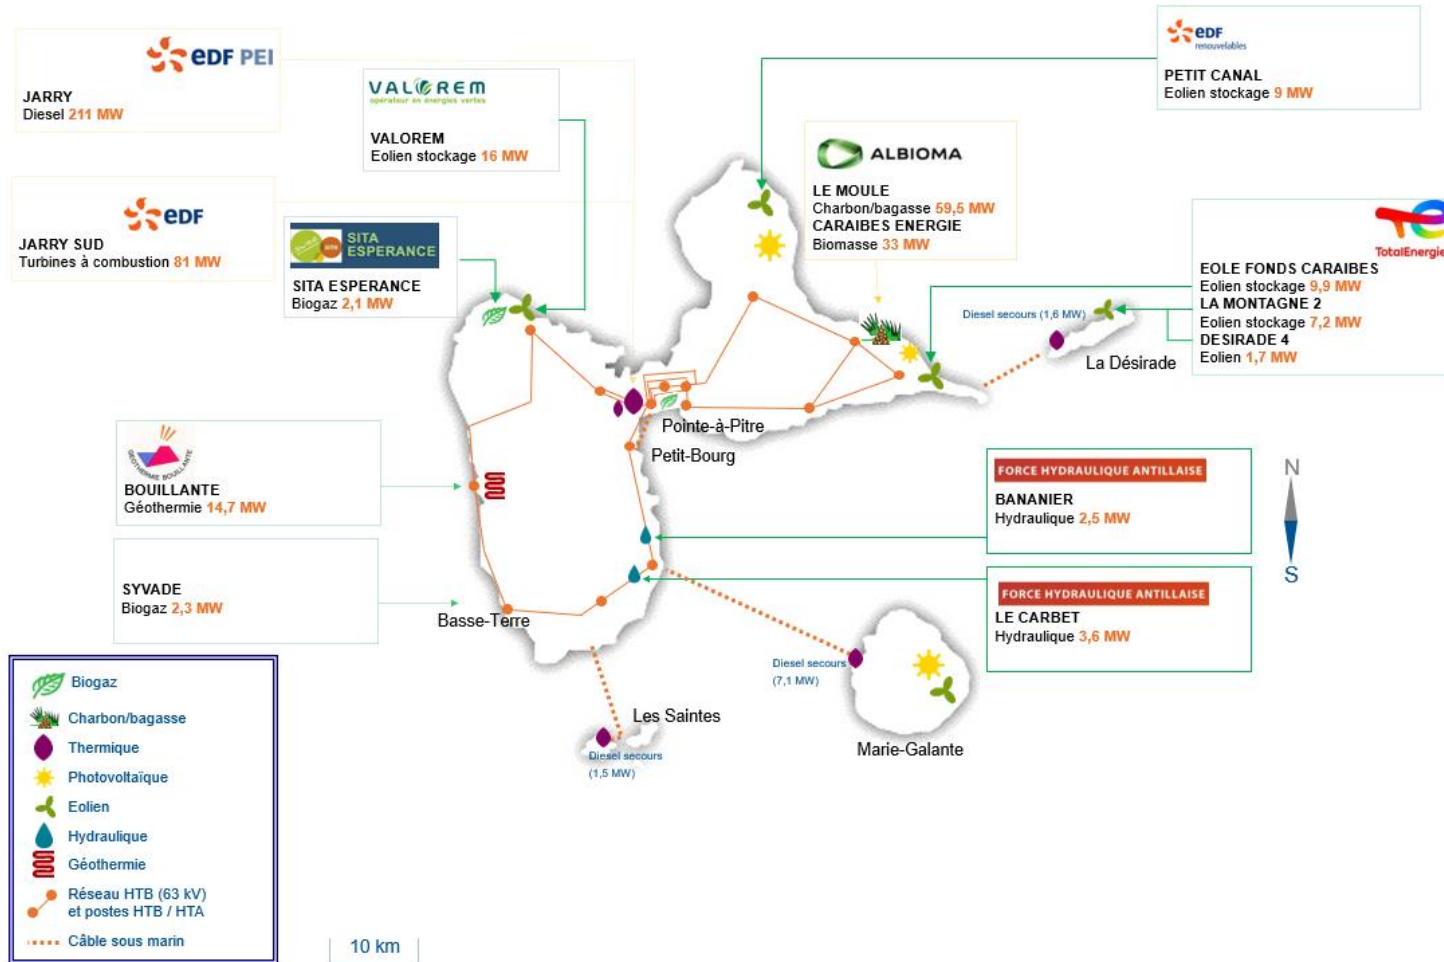 edF PEI
JARRY
Diesel 211 MW
VALOREM
opérateur en énergies vertes
VALOREM
Eolien stockage 16 MW
edF
renouvelables
PETIT CANAL
Eolien stockage 9 MW
ALBIOMA
LE MOULE
Charbon/bagasse 59,5 MW
CARAIBES ENERGIE
Biomasse 33 MW
edF
JARRY SUD
Turbines à combustion 81 MW
SITA
ESPERANCE
SITA ESPERANCE
Biogaz 2,1 MW
TotalEnergie
EOLE FONDS CARAIBES
Eolien stockage 9,9 MW
LA MONTAGNE 2
Eolien stockage 7,2 MW
DESIRADE 4
Eolien 1,7 MW
Diesel secours (1,6 MW)
La Désirade
Pointe-à-Pitre
Petit-Bourg
GÉOTHERMIE BOUILLANTE
BOUILLANTE
Géothermie 14,7 MW
FORCE HYDRAULIQUE ANTILLAISE
BANANIER
Hydraulique 2,5 MW
N
S
SYVADE
Biogaz 2,3 MW
Basse-Terre
FORCE HYDRAULIQUE ANTILLAISE
LE CARBET
Hydraulique 3,6 MW
Diesel secours
(7,1 MW)
Marie-Galante
Les Saintes
Diesel secours
(1,5 MW)
Biogaz
Charbon/bagasse
Thermique
Photovoltaïque
Eolien
Hydraulique
Géothermie
Réseau HTB (63 kV)
et postes HTB / HTA
Câble sous marin
10 km